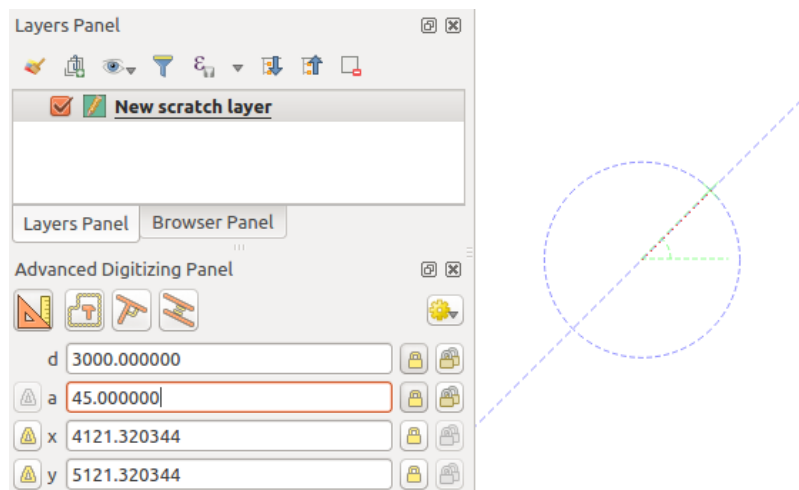 Layers Panel
New scratch layer
Layers Panel
Browser Panel
Advanced Digitizing Panel
d 3000.000000
a 45.000000
x 4121.320344
y 5121.320344